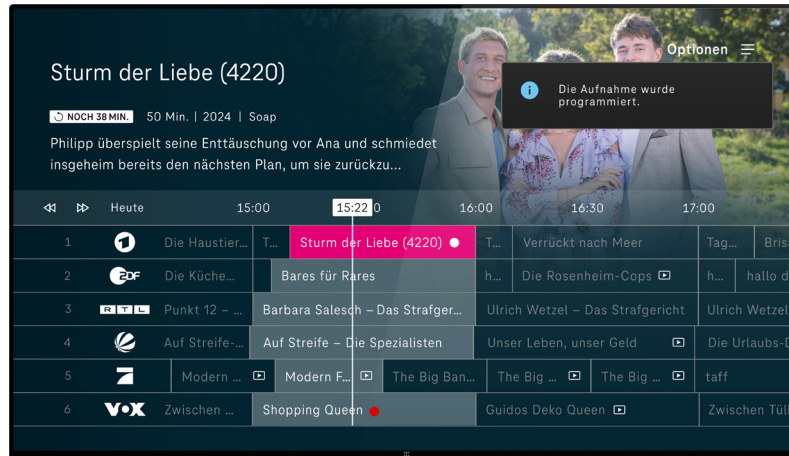 Optionen
Sturm der Liebe (4220)
Die Aufnahme wurde
programmiert.
NOCH 38 MIN. 50 Min. | 2024 | Soap
Philipp überspielt seine Enttäuschung vor Ana und schmiedet
insgeheim bereits den nächsten Plan, um sie zurückzu...
Heute 15:00 15:22 0 16:00 16:30 17:00
1 1 Die Haustier... T... Sturm der Liebe (4220) T... Verrückt nach Meer Tag... Bris
2 ZDF Die Küche... Bares für Rares h... Die Rosenheim-Cops h... hallo d
3 RTL Punkt 12 – ... Barbara Salesch – Das Strafger... Ulrich Wetzel – Das Strafgericht Ulrich Wetzel
4 Auf Streife-... Auf Streife – Die Spezialisten Unser Leben, unser Geld Die Urlaubs-D
5 Modern ... Modern F... The Big Ban... The Big ... The Big ... taff
6 VOX Zwischen ... Shopping Queen Guidos Deko Queen Zwischen Tüll